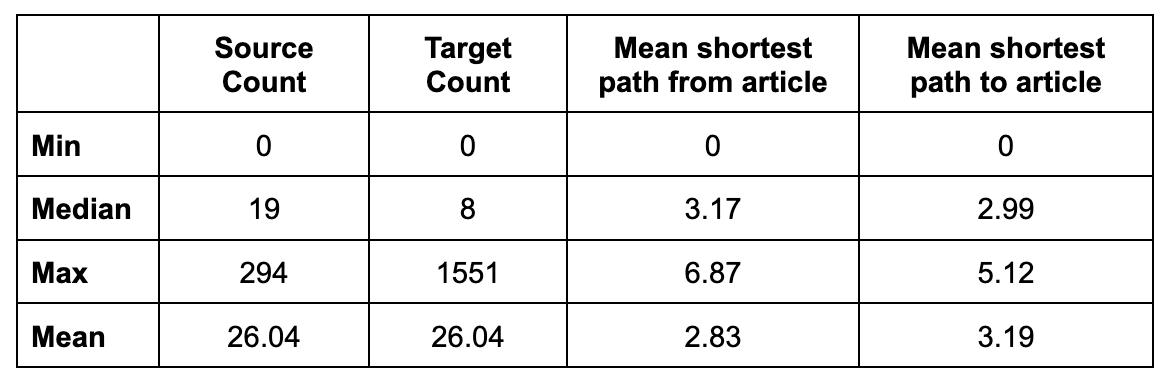 Source Count Target Count Mean shortest path from article Mean shortest path to article
Min 0 0 0 0
Median 19 8 3.17 2.99
Max 294 1551 6.87 5.12
Mean 26.04 26.04 2.83 3.19